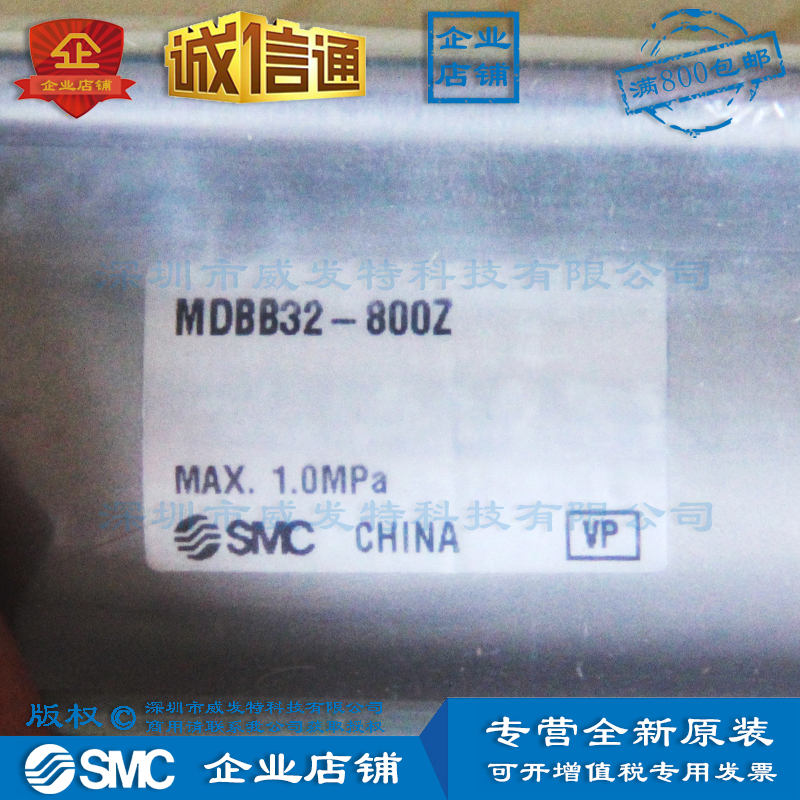 企
企业店铺
诚信通
企业
店铺
满800包邮
深圳市威发特科技有限公司
MDBB32-800Z
MAX. 1.0MPa
深圳市威发特科技有限公司
SMC CHINA VP
版权 © 深圳市威发特科技有限公司
专营全新原装
SMC 企业店铺
可开增值税专用发票